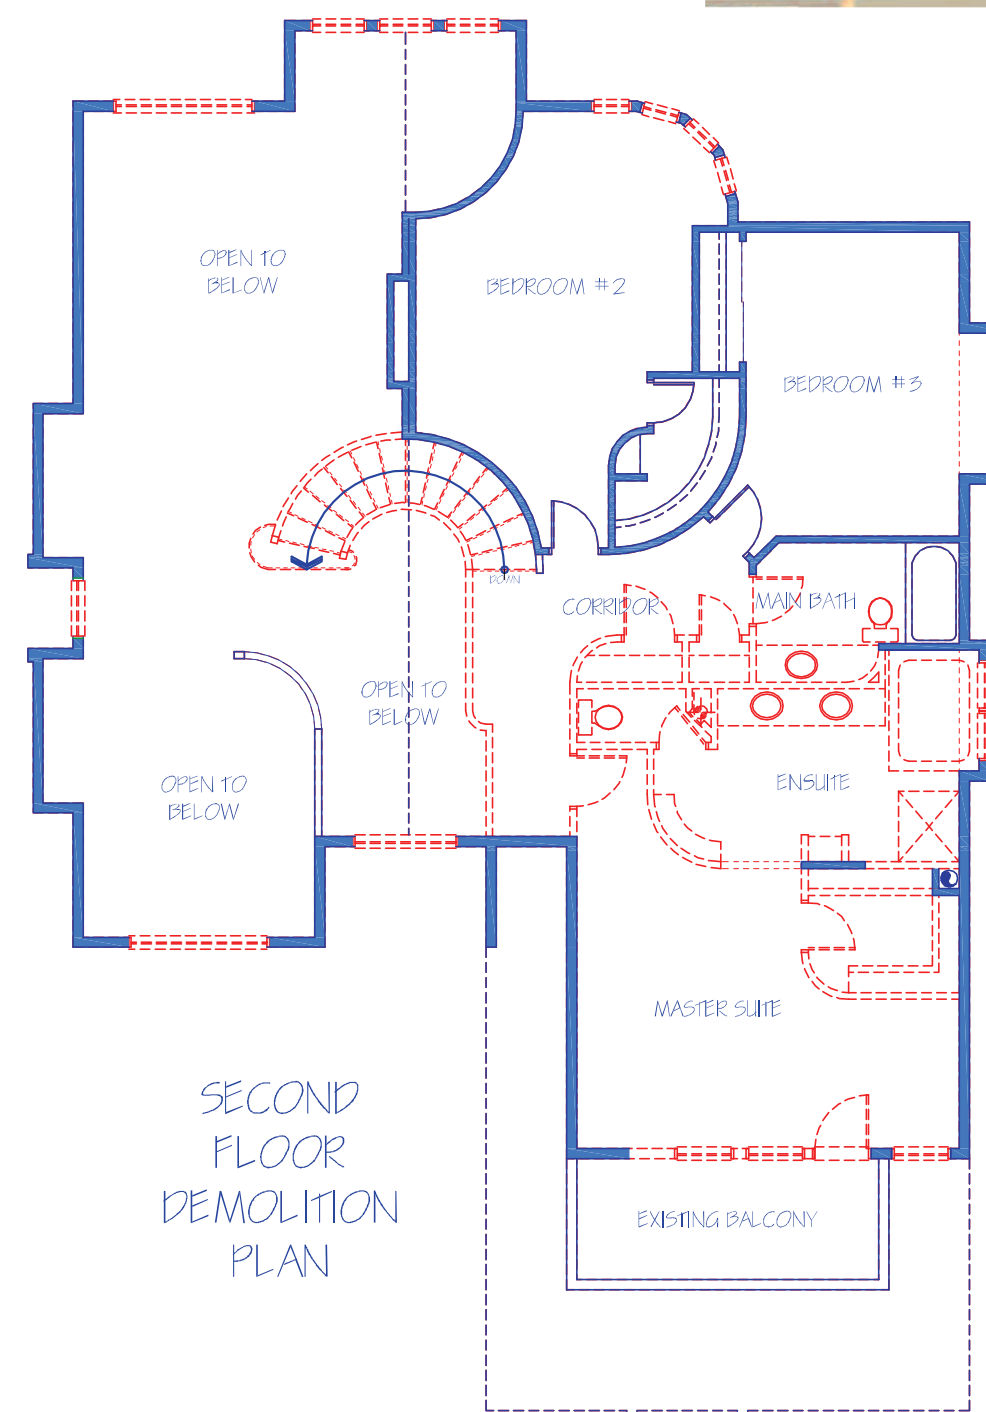 OPEN TO
BELOW
BEDROOM #2
BEDROOM #3
DOWN
CORRIDOR
MAIN BATH
OPEN TO
BELOW
OPEN TO
BELOW
ENSUITE
MASTER SUITE
SECOND
FLOOR
DEMOLITION
PLAN
EXISTING BALCONY